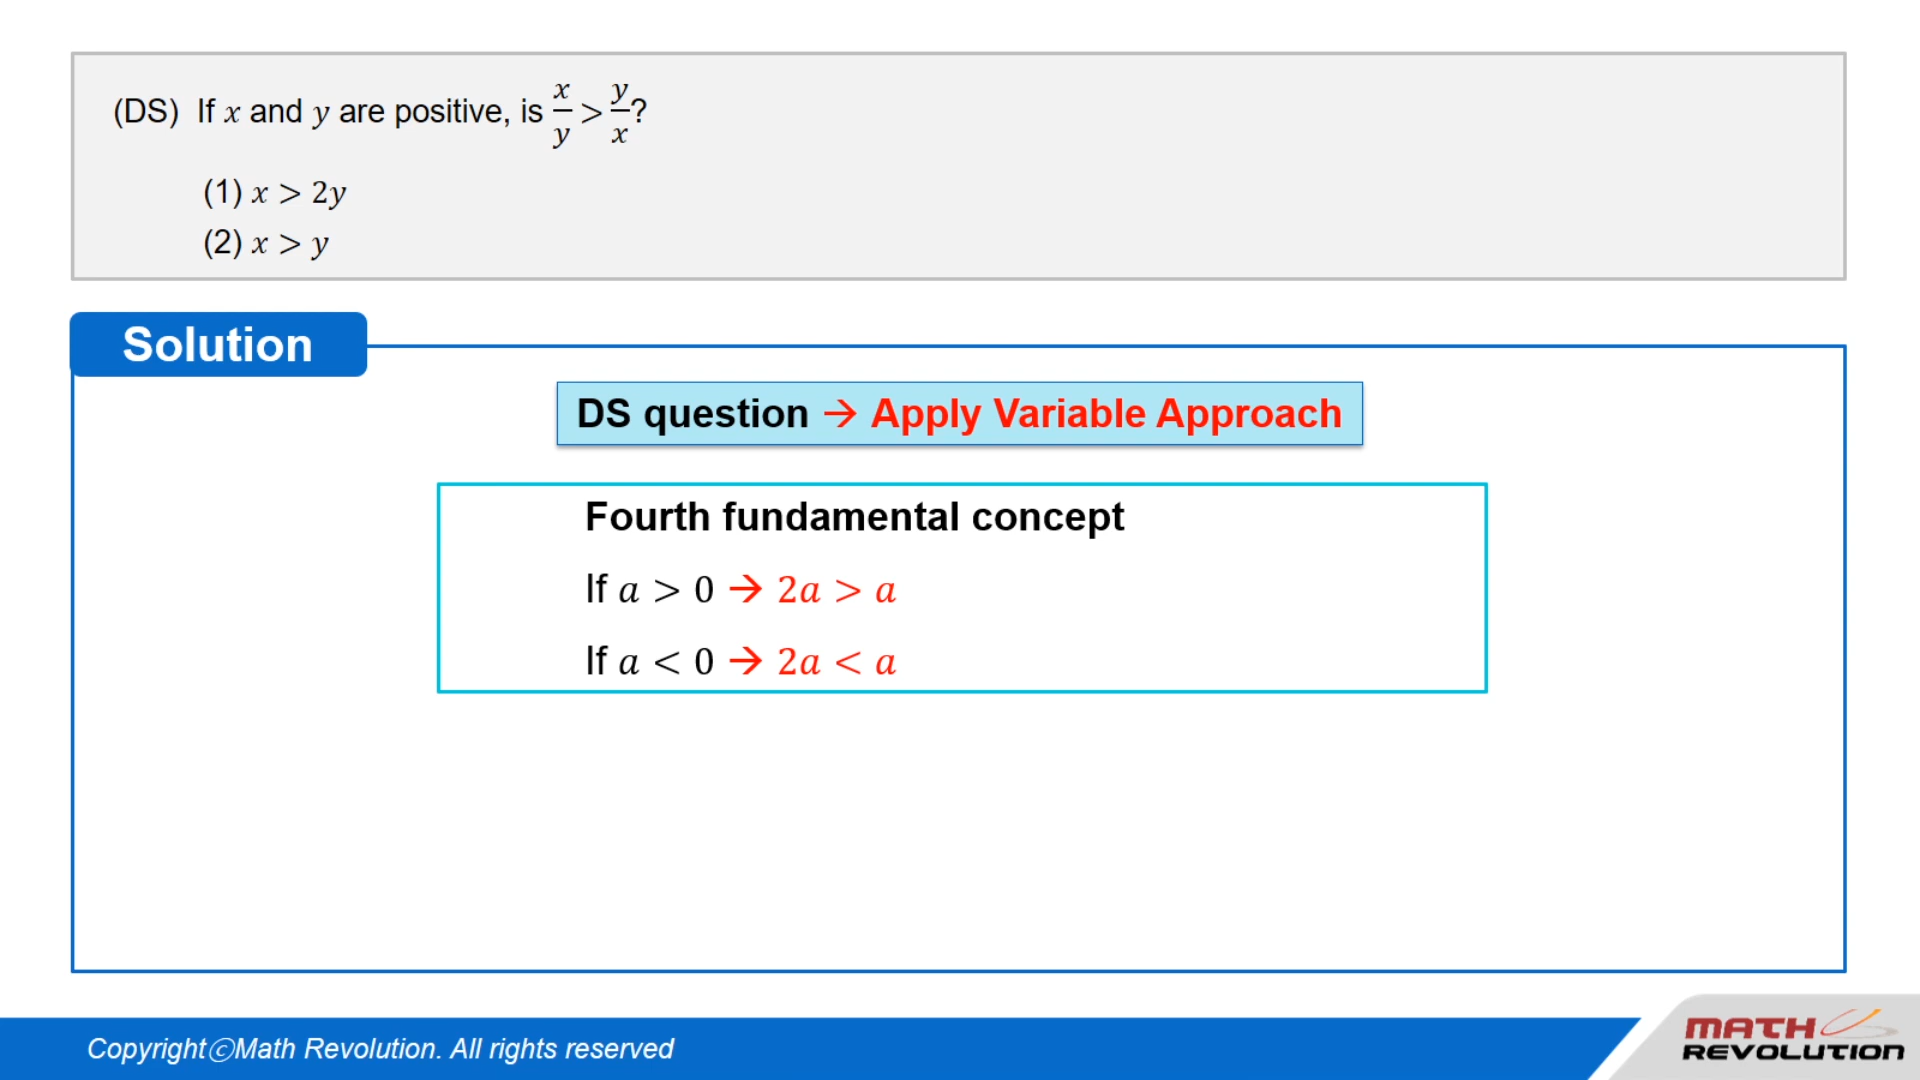 (DS) If x and y are positive, is x/y > y/x?
(1) x > 2y
(2) x > y
Solution
DS question → Apply Variable Approach
Fourth fundamental concept
If a > 0 → 2a > a
If a < 0 → 2a < a
Copyrightⓒ Math Revolution. All rights reserved
MATH
REVOLUTION